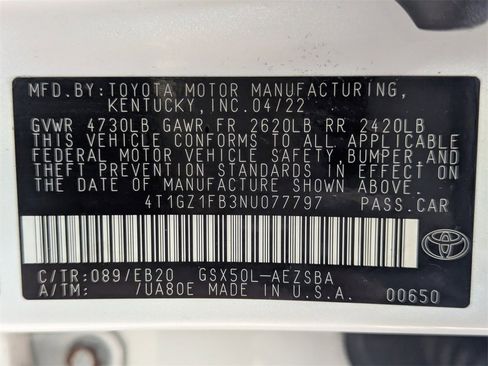 MFD.BY:TOYOTA MOTOR MANUFACTURING,
KENTUCKY,INC.04/22
GVWR 4730LB GAWR FR 2620LB RR 2420LB
THIS VEHICLE CONFORMS TO ALL APPLICABLE
FEDERAL MOTOR VEHICLE SAFETY,BUMPER,AND
THEFT PREVENTION STANDARDS IN EFFECT ON
THE DATE OF MANUFACTURE SHOWN ABOVE.
4T1GZ1FB3NU077797 PASS.CAR
C/TR:089/EB20 GSX50L-AEZSBA
A/TM: /UA80E MADE IN U.S.A. 00650
TOYOTA